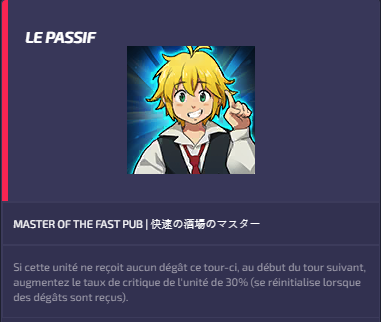 LE PASSIF
MASTER OF THE FAST PUB | 快速の酒場のマスター
Si cette unité ne reçoit aucun dégât ce tour-ci, au début du tour suivant,
augmentez le taux de critique de l'unité de 30% (se réinitialise lorsque
des dégâts sont reçus).